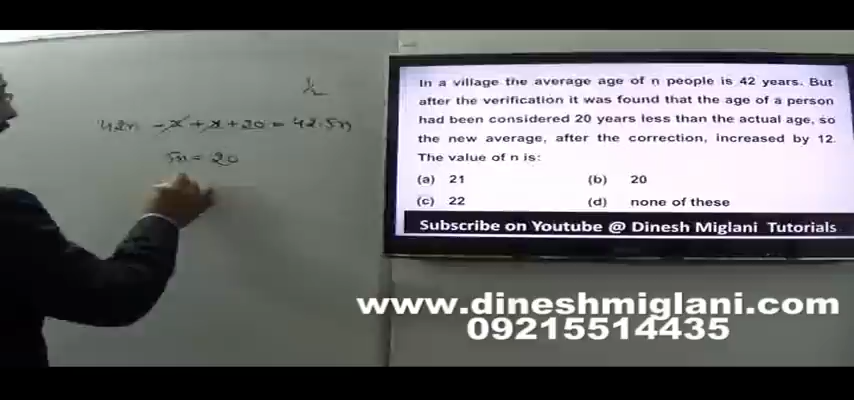 42n - x + x + 20 = 42.5n
.5n = 20
In a village the average age of n people is 42 years. But
after the verification it was found that the age of a person
had been considered 20 years less than the actual age, so
the new average, after the correction, increased by 12.
The value of n is:
(a) 21 (b) 20
(c) 22 (d) none of these
Subscribe on Youtube @ Dinesh Miglani Tutorials
www.dineshmiglani.com
09215514435